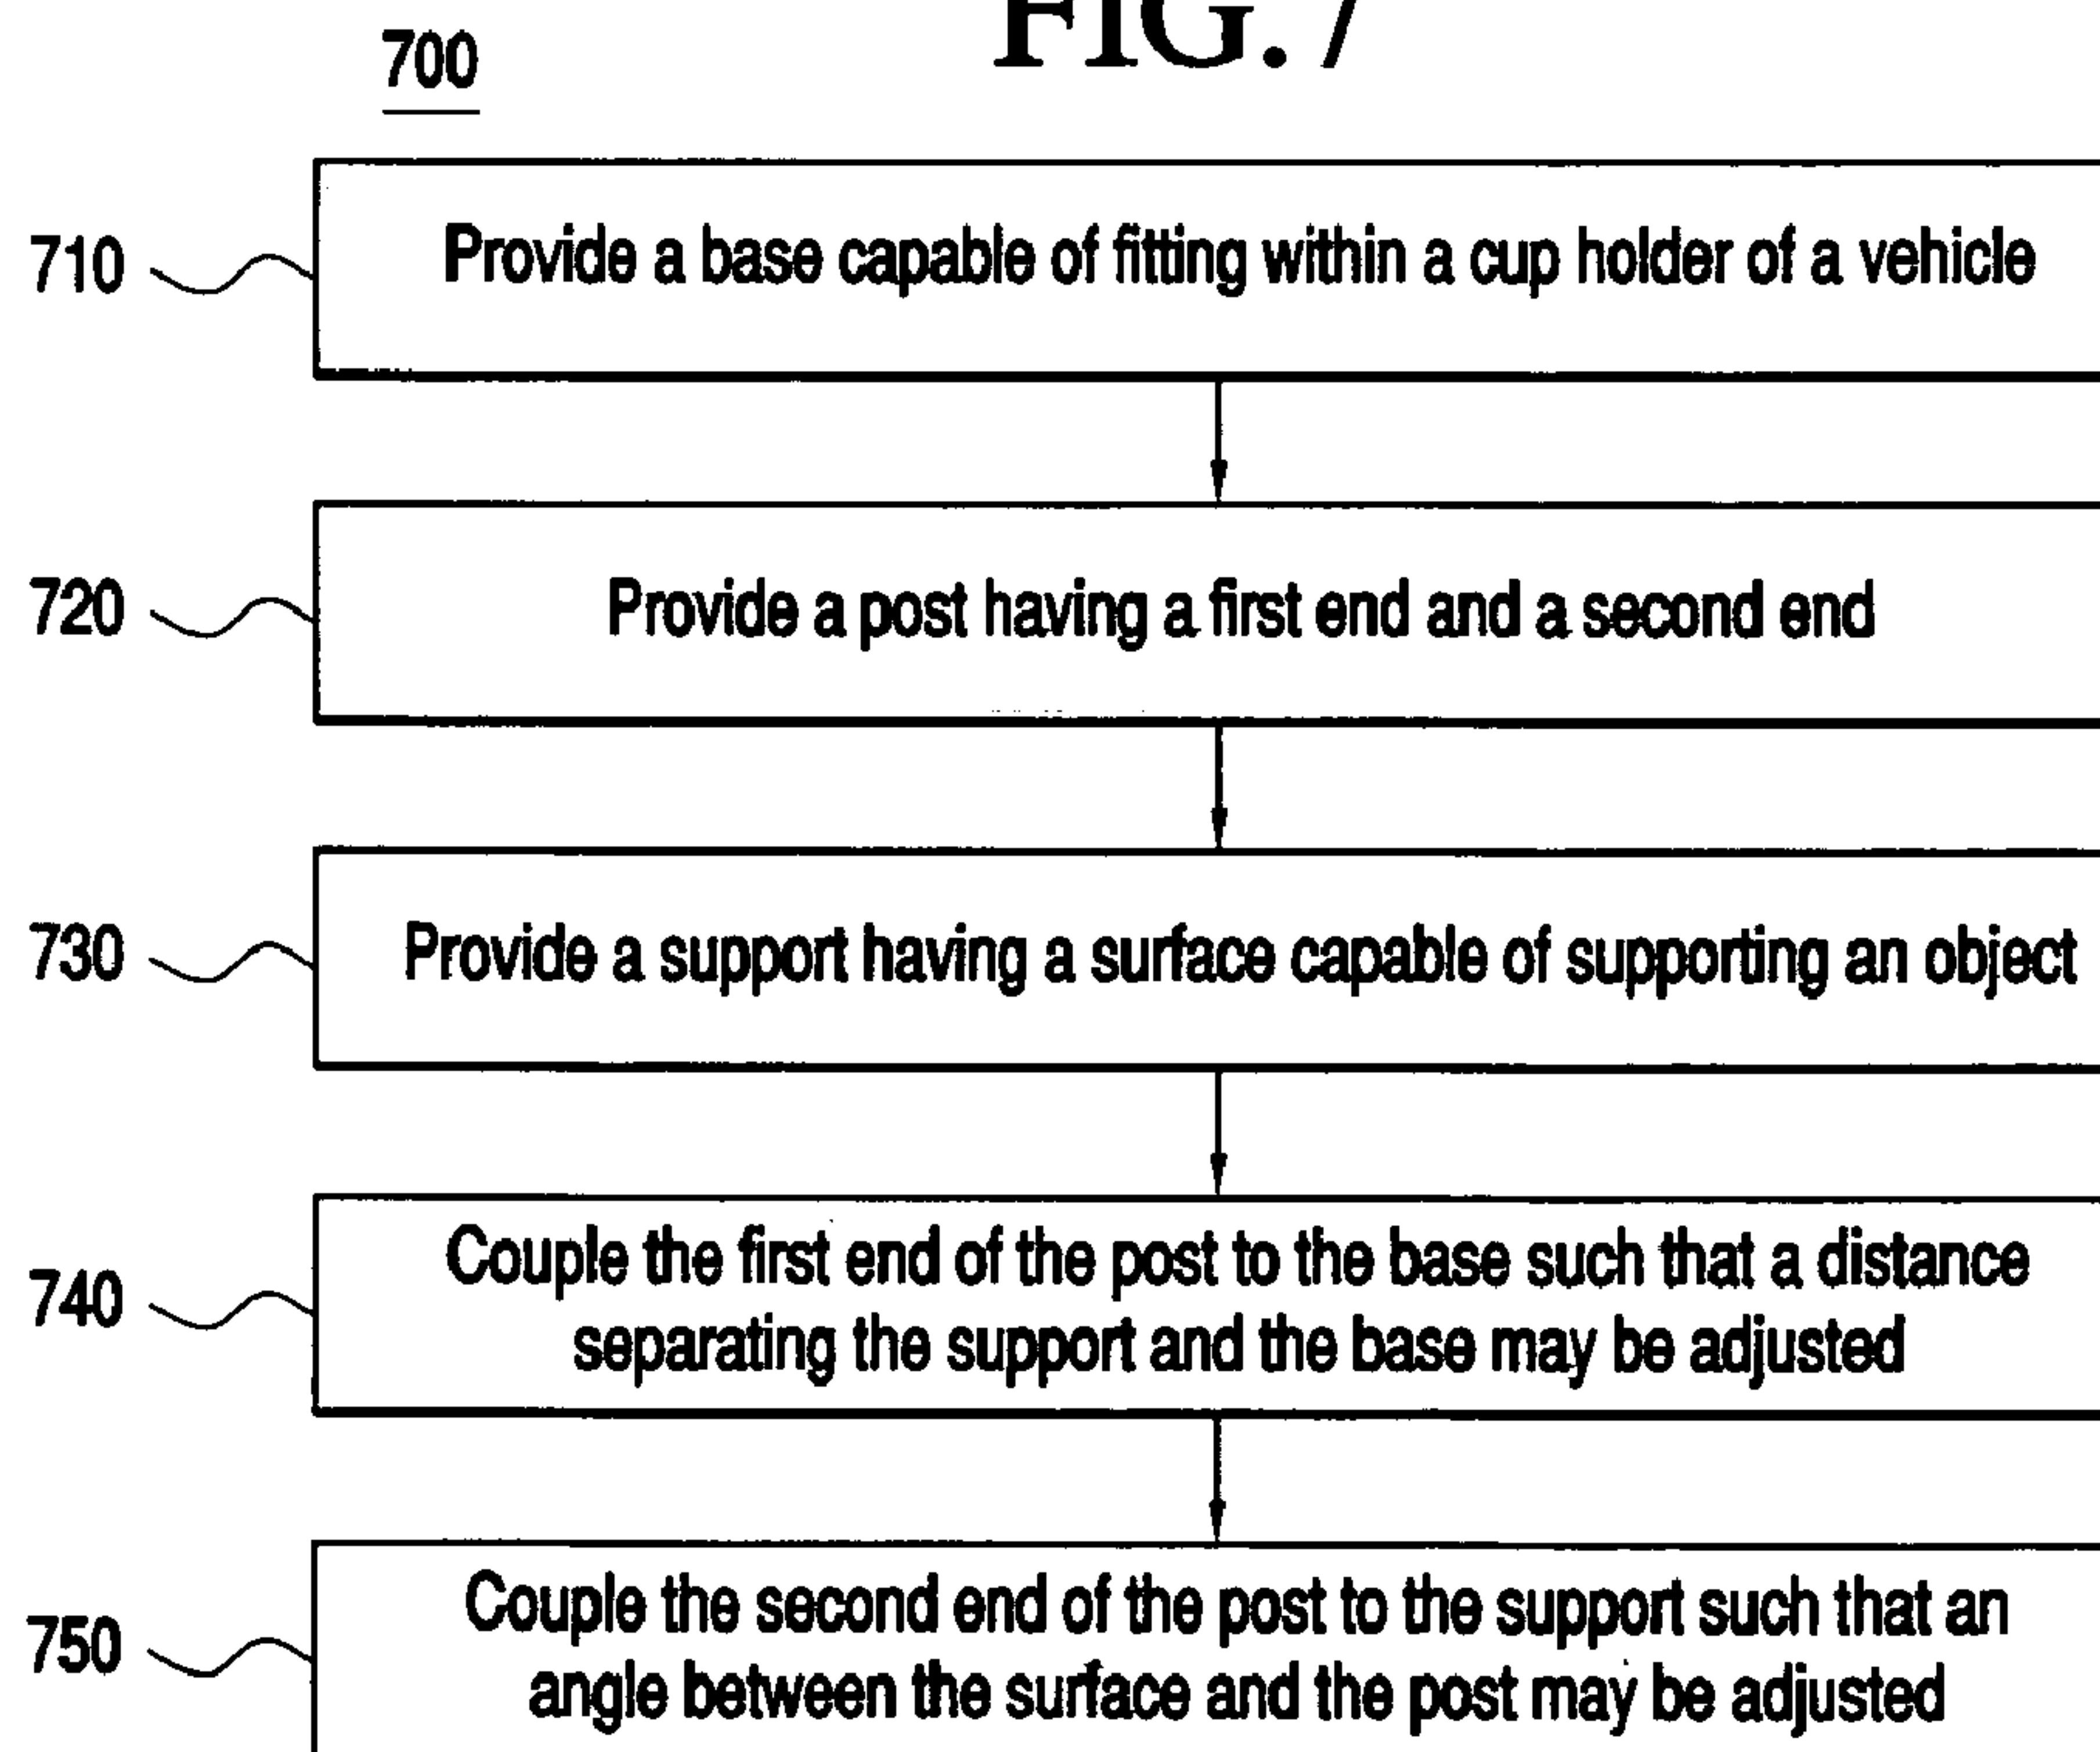 FIG. 7
700
710
Provide a base capable of fitting within a cup holder of a vehicle
720
Provide a post having a first end and a second end
730
Provide a support having a surface capable of supporting an object
740
Couple the first end of the post to the base such that a distance
separating the support and the base may be adjusted
750
Couple the second end of the post to the support such that an
angle between the surface and the post may be adjusted